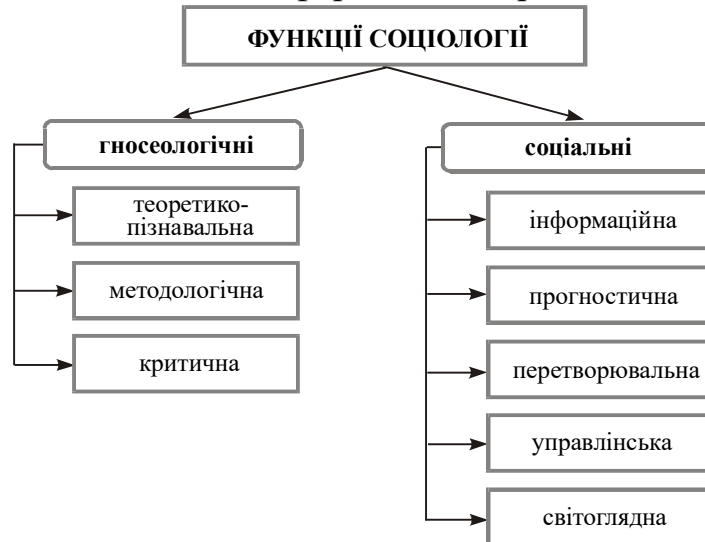 ФУНКЦІЇ СОЦІОЛОГІЇ
гносеологічні
теоретико-
пізнавальна
методологічна
критична
соціальні
інформаційна
прогностична
перетворювальна
управлінська
світоглядна